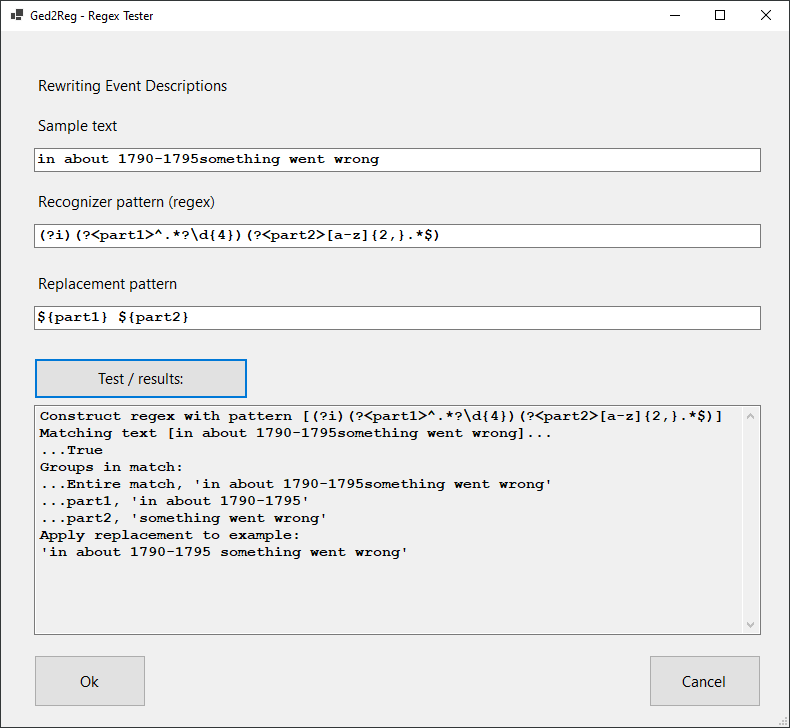 Ged2Reg - Regex Tester
Rewriting Event Descriptions
Sample text
in about 1790-1795something went wrong
Recognizer pattern (regex)
(?i)(?<part1>^.*?\d{4})(?<part2>[a-z]{2,}.*$)
Replacement pattern
${part1} ${part2}
Test / results:
Construct regex with pattern [(?i)(?<part1>^.*?\d{4})(?<part2>[a-z]{2,}.*$)]
Matching text [in about 1790-1795something went wrong]...
...True
Groups in match:
...Entire match, 'in about 1790-1795something went wrong'
...part1, 'in about 1790-1795'
...part2, 'something went wrong'
Apply replacement to example:
'in about 1790-1795 something went wrong'
Ok
Cancel